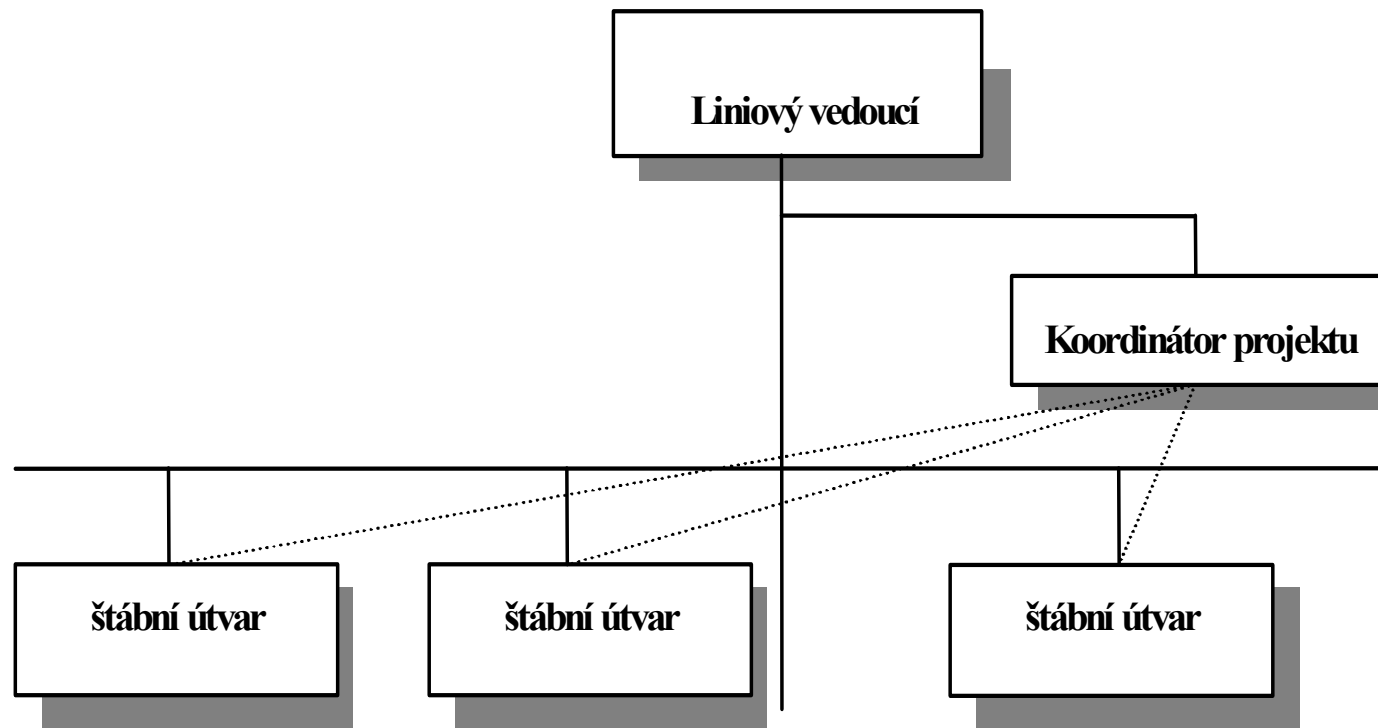 Liniový vedoucí
Koordinátor projektu
štábní útvar
štábní útvar
štábní útvar